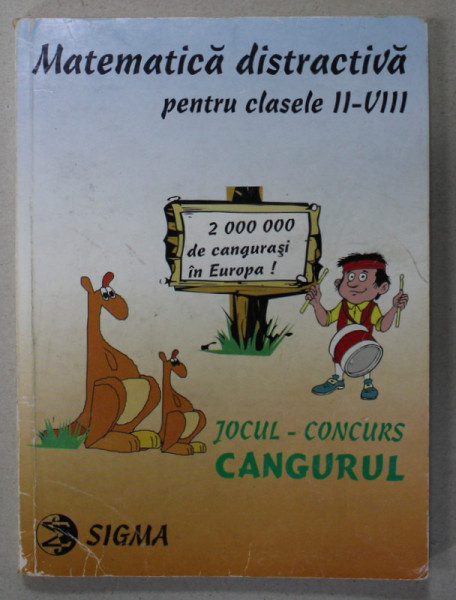 Matematică distractivă
pentru clasele II-VIII
2 000 000
de cangurași
în Europa !
JOCUL - CONCURS
CANGURUL
SIGMA